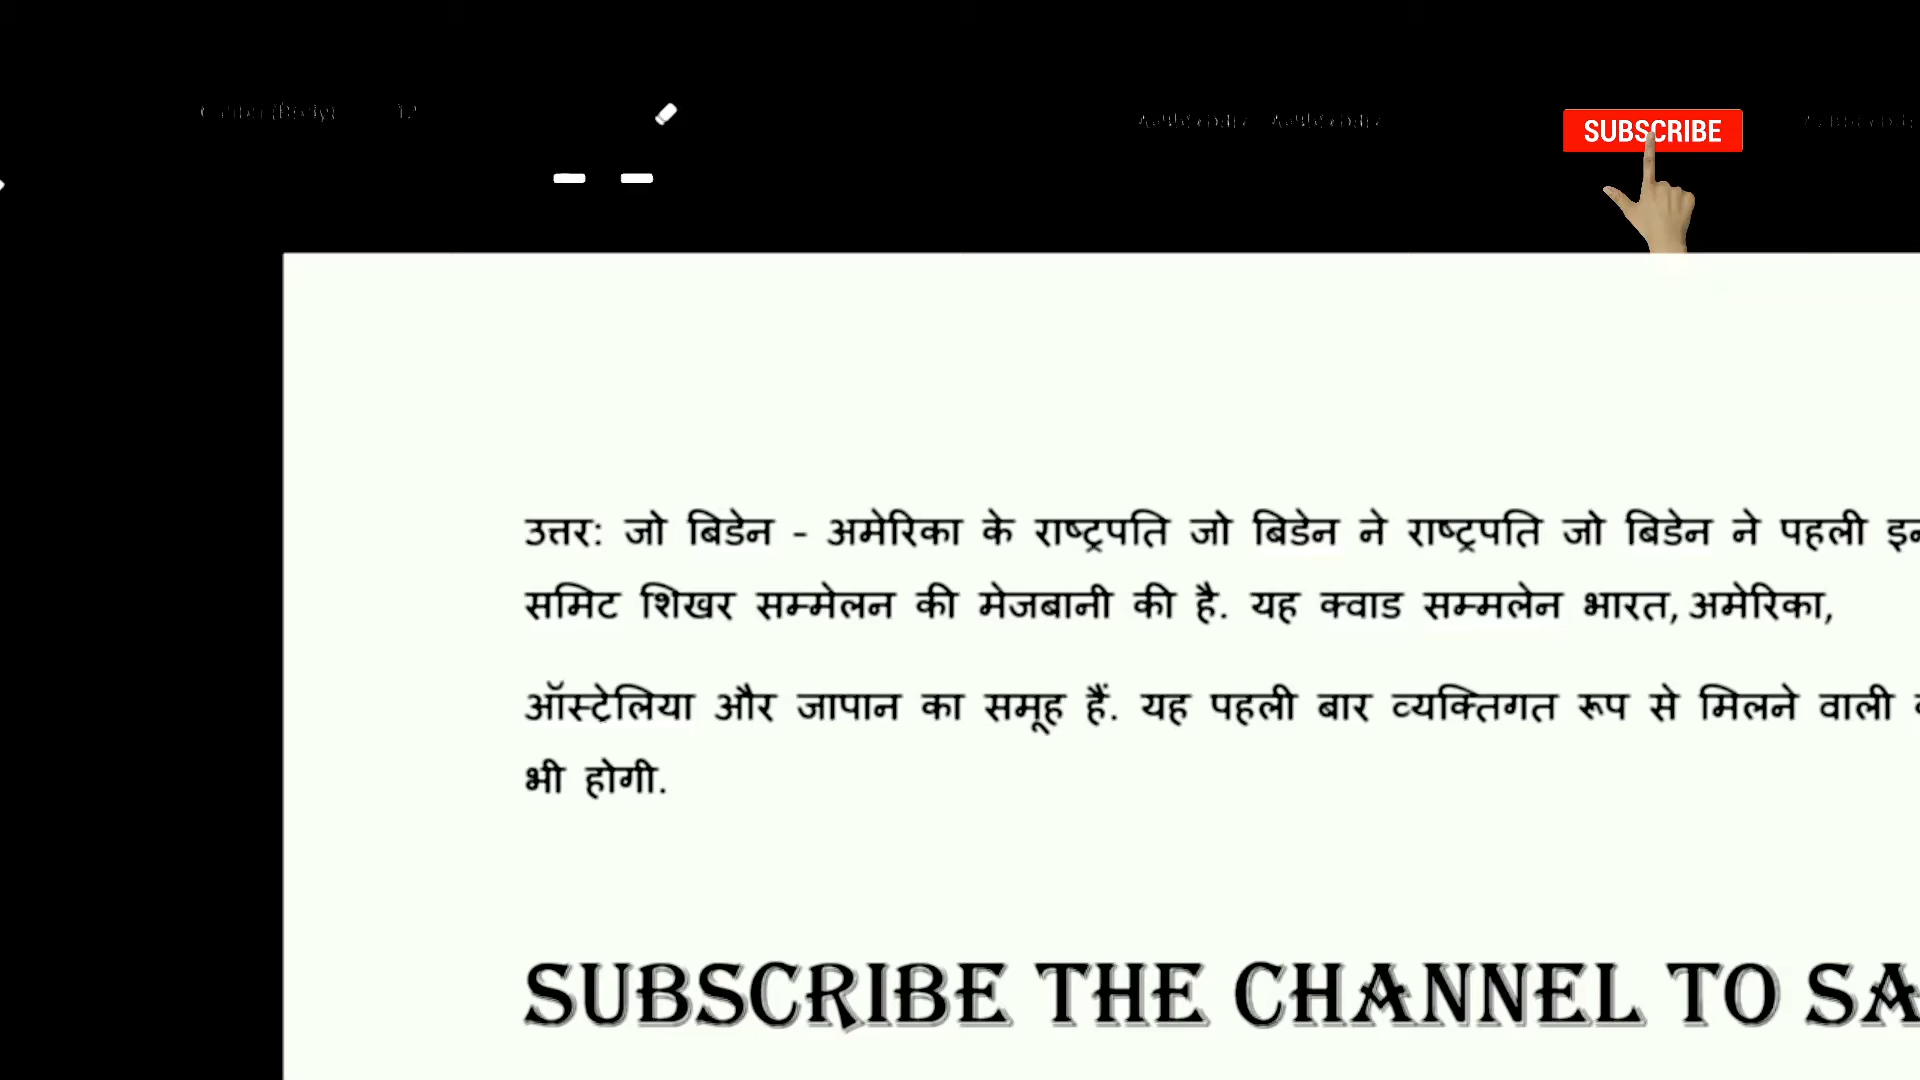 12
SUBSCRIBE
उत्तर: जो बिडेन - अमेरिका के राष्ट्रपति जो बिडेन ने राष्ट्रपति जो बिडेन ने पहली
समिट शिखर सम्मेलन की मेजबानी की है. यह क्वाड सम्मलेन भारत, अमेरिका,
ऑस्टेलिया और जापान का समूह हैं. यह पहली बार व्यक्तिगत रूप से मिलने वाली
भी होगी.
SUBSCRIBE THE CHANNEL TO SA